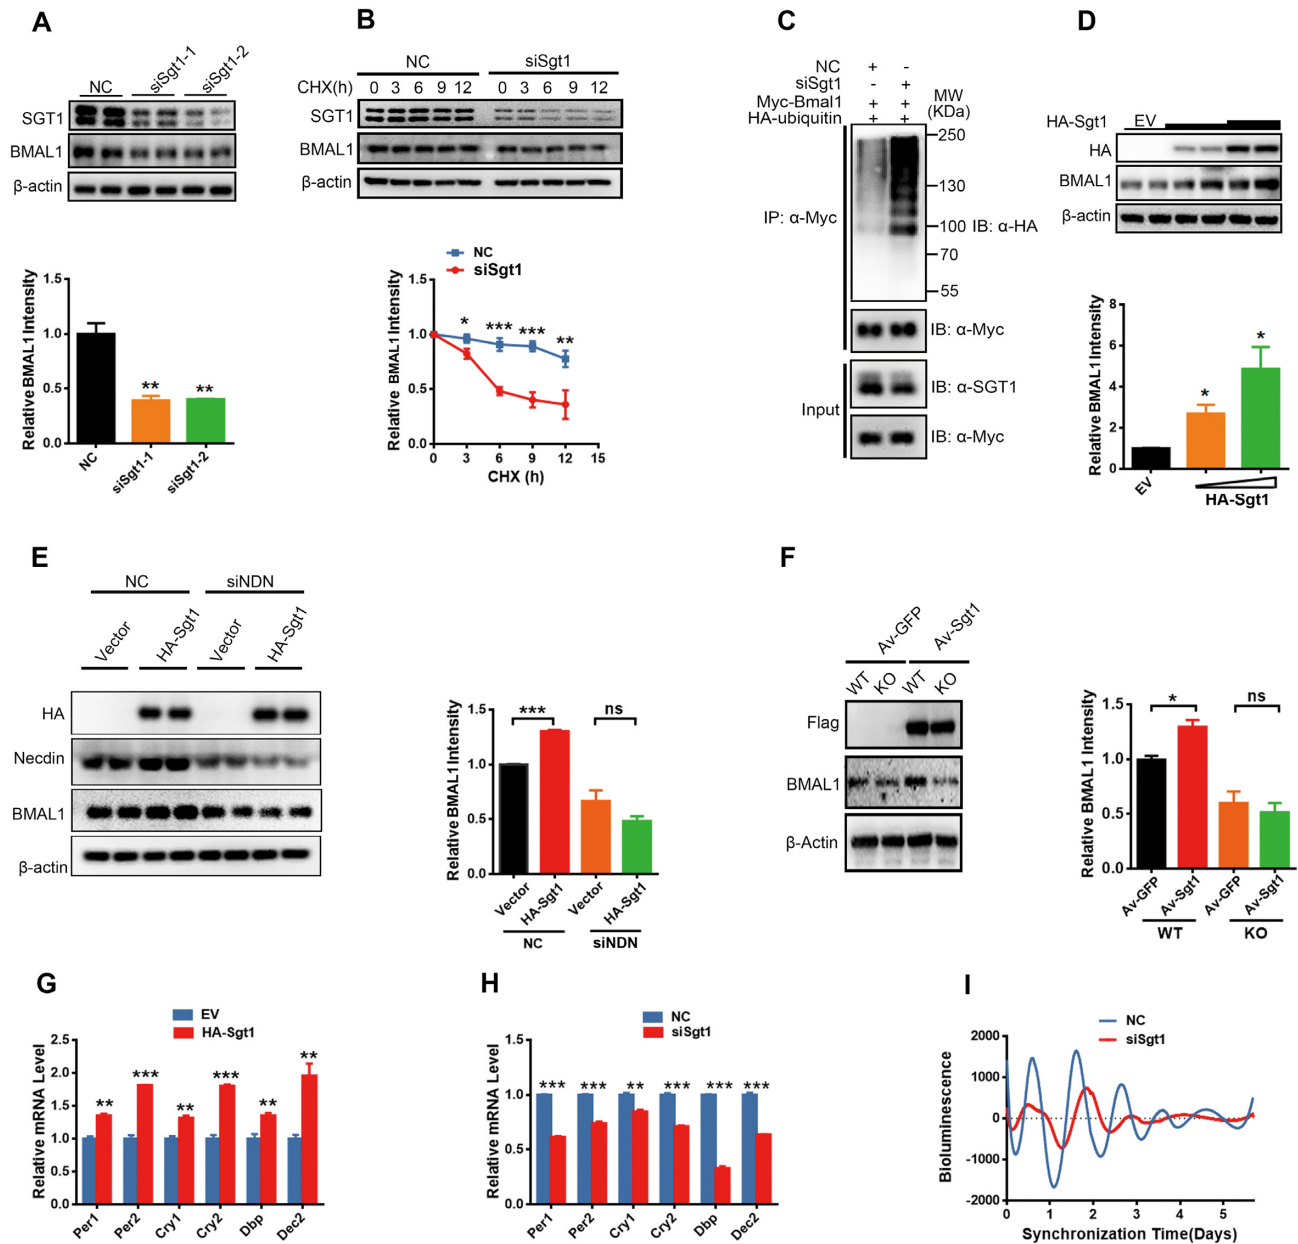 A
NC
siSgt1-1
siSgt1-2
SGT1
BMAL1
β-actin
Relative BMAL1 Intensity
1.5
1.0
0.5
0.0
**
**
NC
siSgt1-1
siSgt1-2
B
NC
siSgt1
CHX(h) 0 3 6 9 12 0 3 6 9 12
SGT1
BMAL1
β-actin
NC
siSgt1
Relative BMAL1 Intensity
1.5
1.0
0.5
0.0
* *** *** **
0 3 6 9 12 15
CHX (h)
C
NC + -
siSgt1 - +
Myc-Bmal1 + +
HA-ubiquitin + +
MW
(KDa)
250
130
100
70
55
IP: α-Myc
IB: α-HA
IB: α-Myc
Input
IB: α-SGT1
IB: α-Myc
D
HA-Sgt1 EV
HA
BMAL1
β-actin
Relative BMAL1 Intensity
8
6
4
2
0
*
*
EV
HA-Sgt1
E
NC
siNDN
Vector
HA-Sgt1
Vector
HA-Sgt1
HA
Necdin
BMAL1
β-actin
Relative BMAL1 Intensity
1.5
1.0
0.5
0.0
***
ns
Vector
HA-Sgt1
Vector
HA-Sgt1
NC
siNDN
F
Av-GFP
Av-Sgt1
WT
KO
WT
KO
Flag
BMAL1
β-Actin
Relative BMAL1 Intensity
1.5
1.0
0.5
0.0
*
ns
Av-GFP
Av-Sgt1
Av-GFP
Av-Sgt1
WT
KO
G
EV
HA-Sgt1
Relative mRNA Level
2.5
2.0
1.5
1.0
0.5
0.0
** *** ** *** ** **
Per1 Per2 Cry1 Cry2 Dbp Dec2
H
NC
siSgt1
Relative mRNA Level
1.5
1.0
0.5
0.0
*** *** ** *** *** ***
Per1 Per2 Cry1 Cry2 Dbp Dec2
I
NC
siSgt1
Bioluminescence
2000
1000
0
-1000
-2000
0 1 2 3 4 5
Synchronization Time(Days)